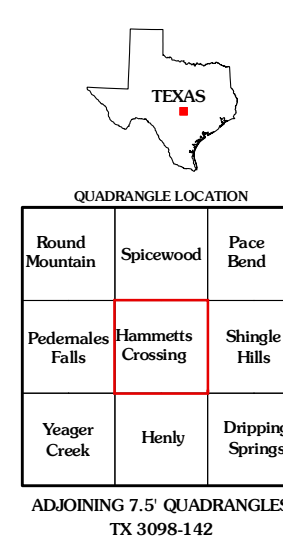 TEXAS
QUADRANGLE LOCATION
Round
Mountain
Spicewood
Pace
Bend
Pedernales
Falls
Hammetts
Crossing
Shingle
Hills
Yeager
Creek
Henly
Dripping
Springs
ADJOINING 7.5' QUADRANGLES
TX 3098-142